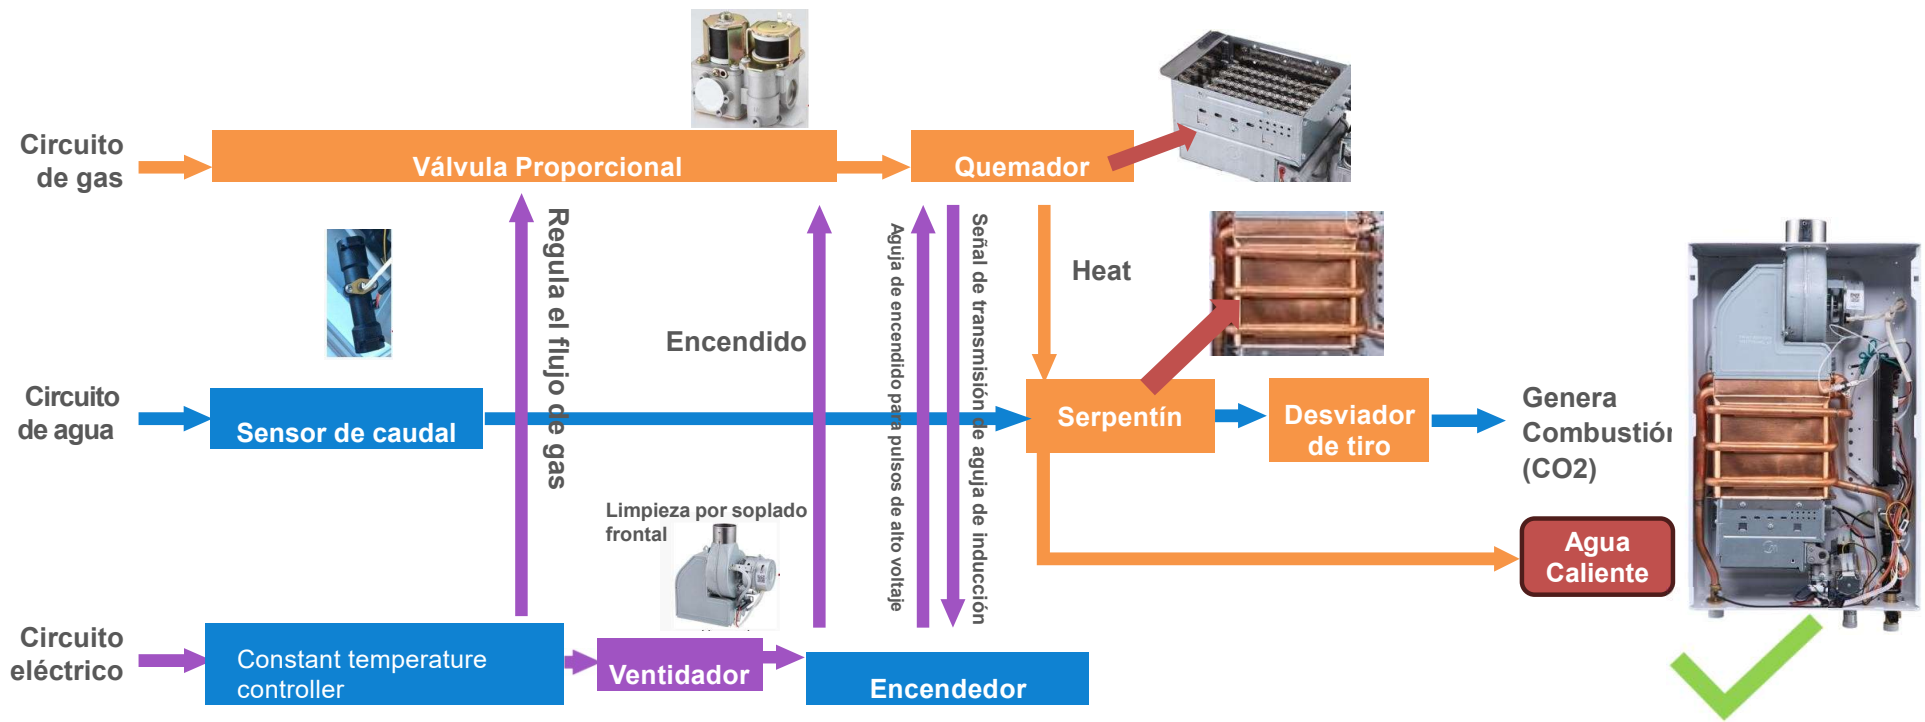 Circuito
de gas
Válvula Proporcional
Quemador
Regula el flujo de gas
Encendido
Aguja de encendido para pulsos de alto voltaje
Señal de transmisión de aguja de inducción
Heat
Circuito
de agua
Sensor de caudal
Serpentín
Desviador
de tiro
Genera
Combustión
(CO2)
Limpieza por soplado
frontal
Agua
Caliente
Circuito
eléctrico
Constant temperature
controller
Ventidador
Encendedor